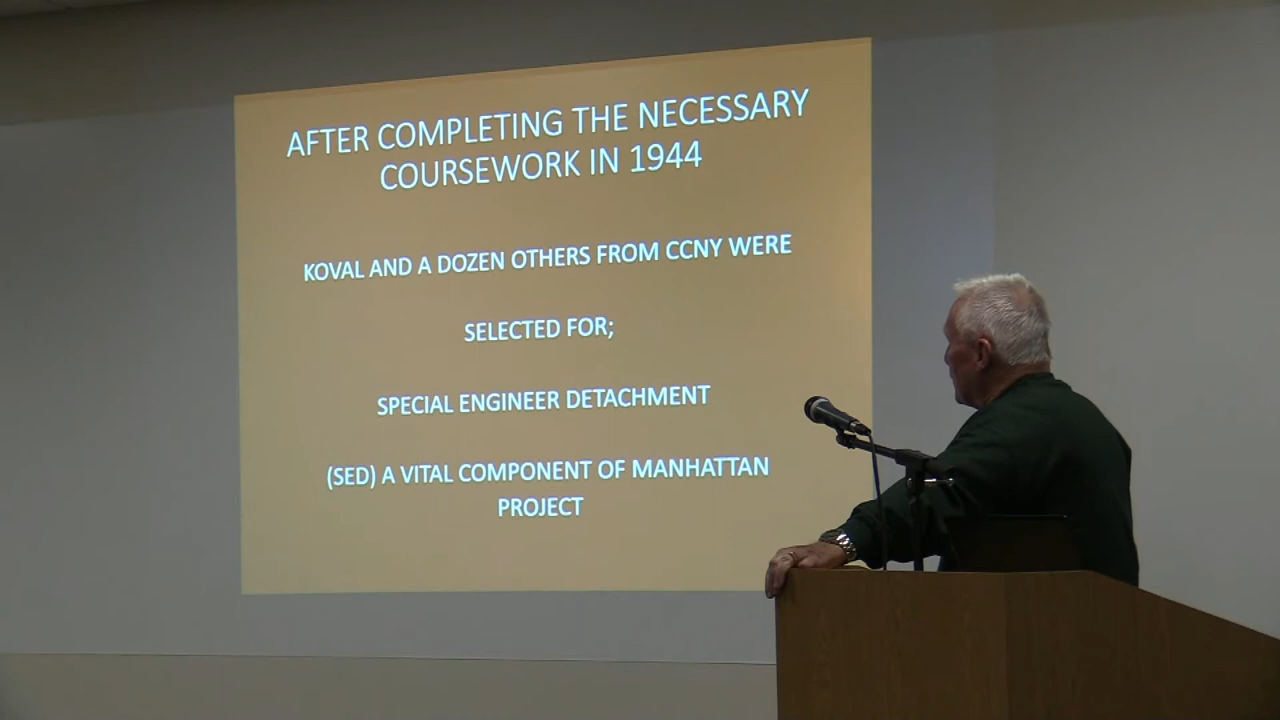 AFTER COMPLETING THE NECESSARY
COURSEWORK IN 1944
KOVAL AND A DOZEN OTHERS FROM CCNY WERE
SELECTED FOR;
SPECIAL ENGINEER DETACHMENT
(SED) A VITAL COMPONENT OF MANHATTAN
PROJECT